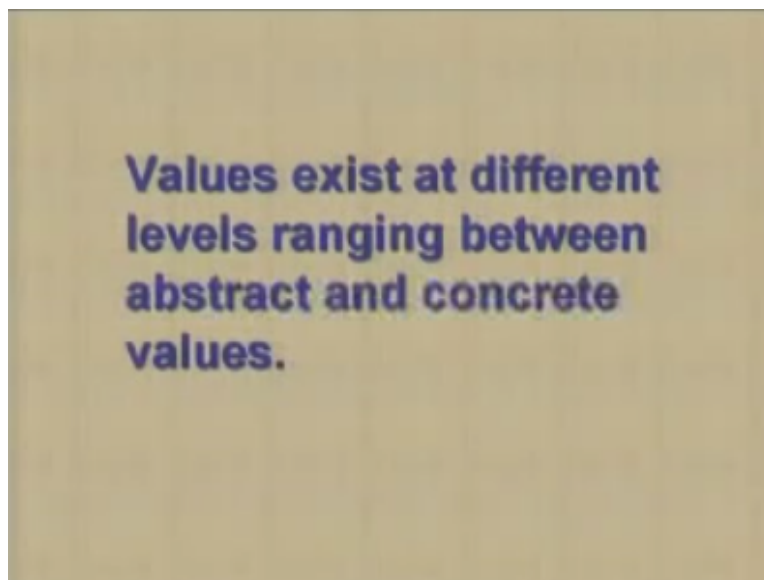 Values exist at different
levels ranging between
abstract and concrete
values.